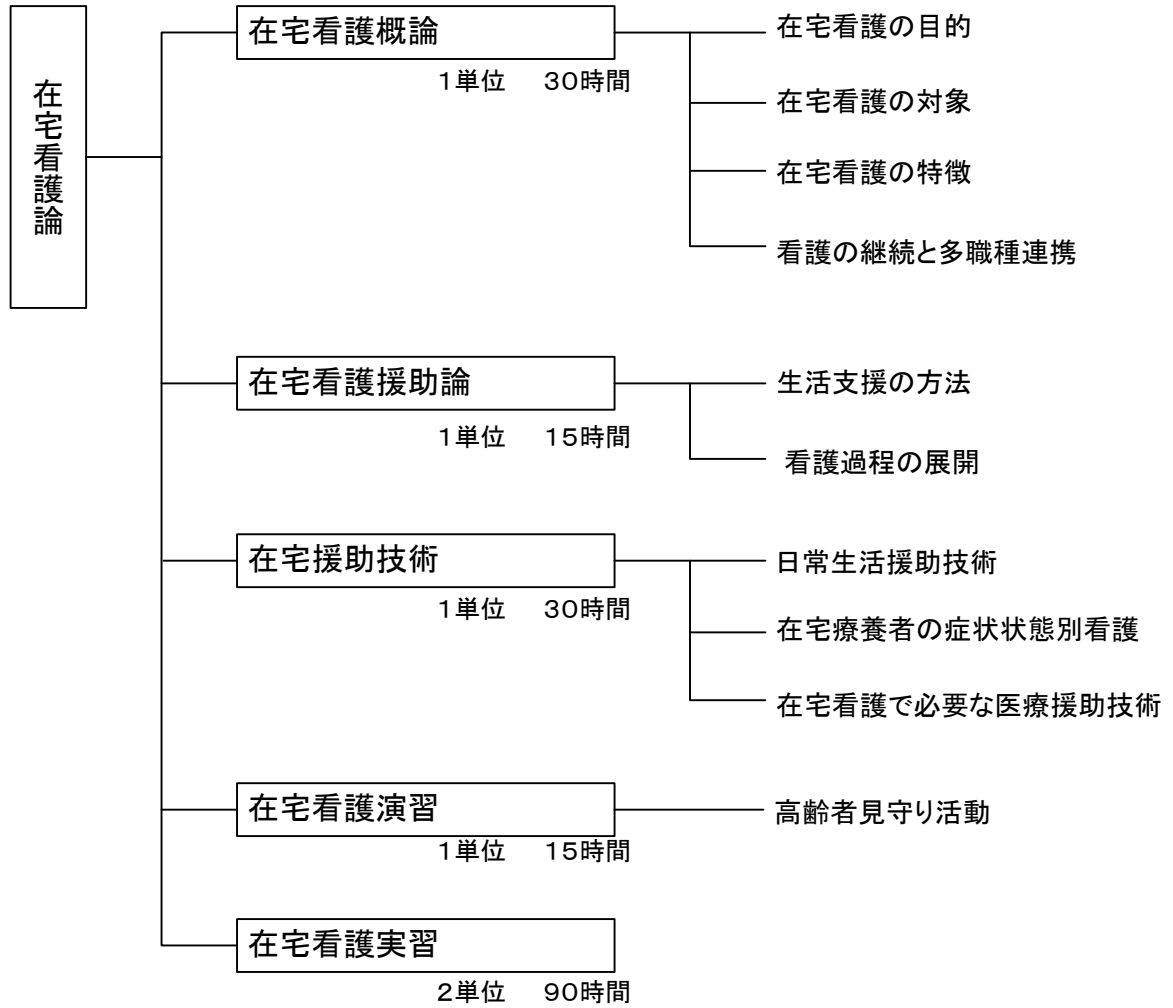 在宅看護論
在宅看護概論
1単位 30時間
在宅看護の目的
在宅看護の対象
在宅看護の特徴
看護の継続と多職種連携
在宅看護援助論
1単位 15時間
生活支援の方法
看護過程の展開
在宅援助技術
1単位 30時間
日常生活援助技術
在宅療養者の症状状態別看護
在宅看護で必要な医療援助技術
在宅看護演習
1単位 15時間
高齢者見守り活動
在宅看護実習
2単位 90時間